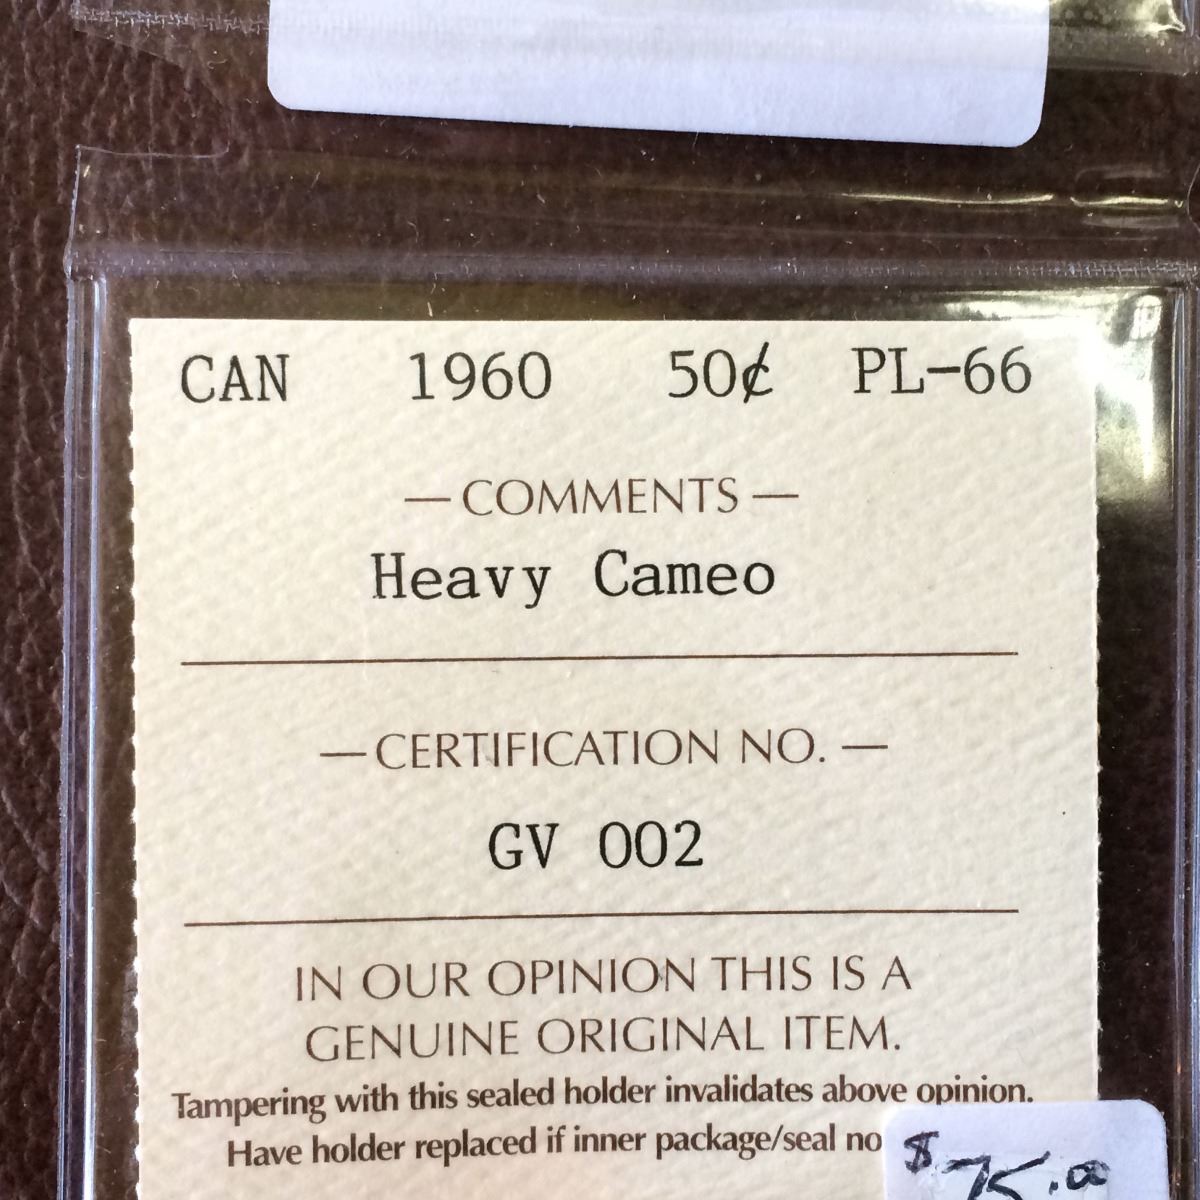 CAN 1960 50¢ PL-66
— COMMENTS —
Heavy Cameo
— CERTIFICATION NO. —
GV 002
IN OUR OPINION THIS IS A
GENUINE ORIGINAL ITEM.
Tampering with this sealed holder invalidates above opinion.
Have holder replaced if inner package/seal no
$75.00